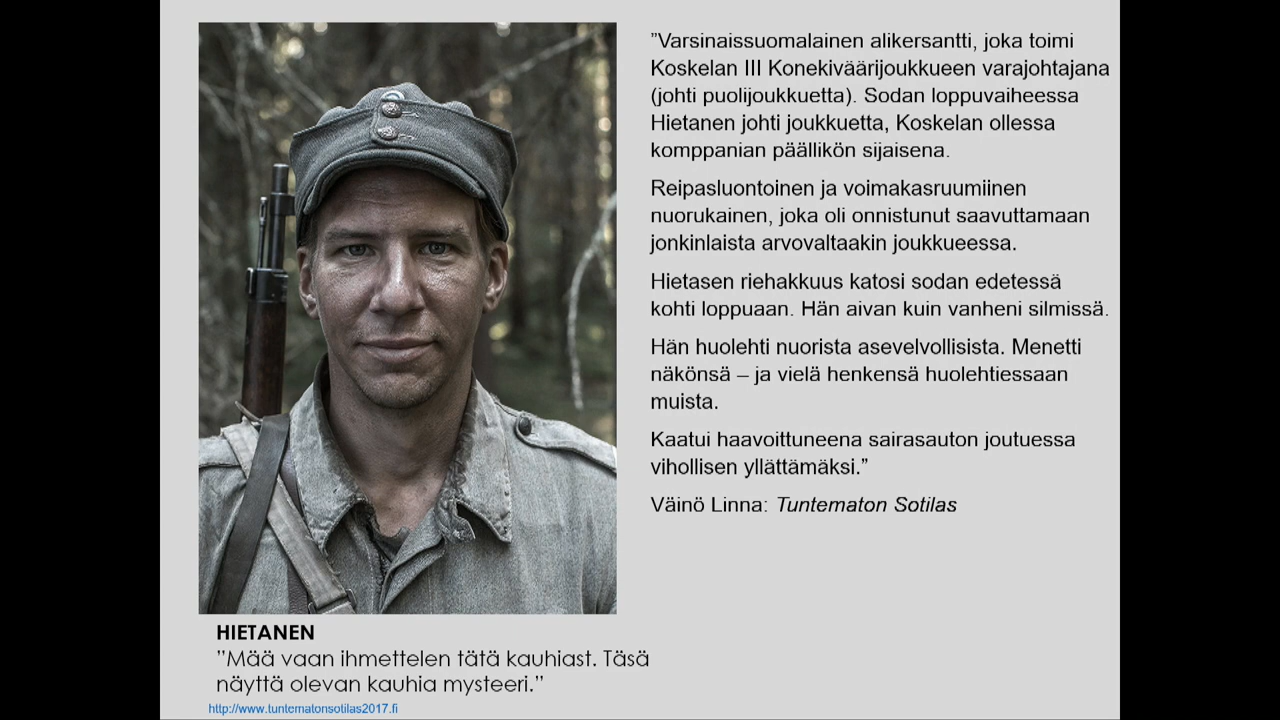 ”Varsinaissuomalainen alikersantti, joka toimi
Koskelan III Konekiväärijoukkueen varajohtajana
(johti puolijoukkuetta). Sodan loppuvaiheessa
Hietanen johti joukkuetta, Koskelan ollessa
komppanian päällikön sijaisena.
Reipasluontoinen ja voimakasruumiinen
nuorukainen, joka oli onnistunut saavuttamaan
jonkinlaista arvovaltaakin joukkueessa.
Hietasen riehakkuus katosi sodan edetessä
kohti loppuaan. Hän aivan kuin vanheni silmissä.
Hän huolehti nuorista asevelvollisista. Menetti
näkönsä – ja vielä henkensä huolehtiessaan
muista.
Kaatui haavoittuneena sairasauton joutuessa
vihollisen yllättämäksi.”
Väinö Linna: Tuntematon Sotilas
HIETANEN
”Mää vaan ihmettelen tätä kauhiast. Täsä
näyttä olevan kauhia mysteeri.”
http://www.tuntematonsotilas2017.fi